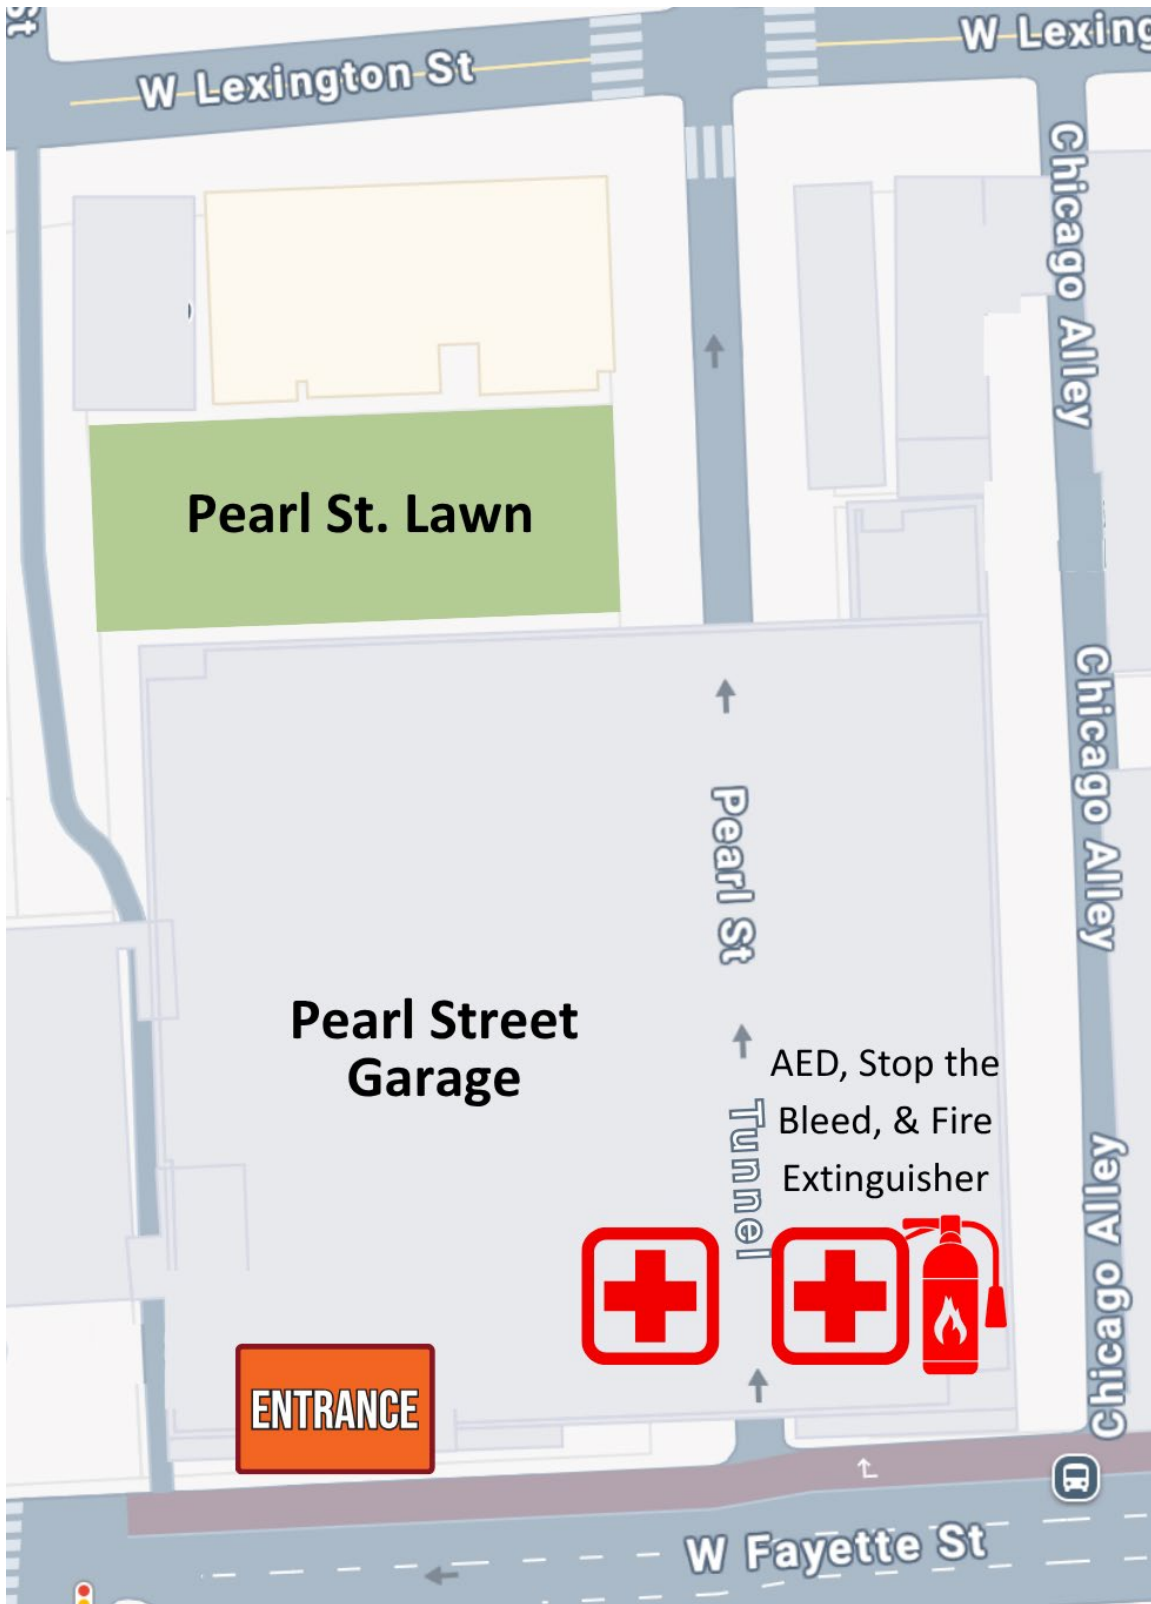 St
W Lexington St
W Lexing
Chicago Alley
Pearl St. Lawn
Chicago Alley
Pearl St
Pearl Street
Garage
AED, Stop the
Bleed, & Fire
Extinguisher
Tunnel
Chicago Alley
ENTRANCE
W Fayette St